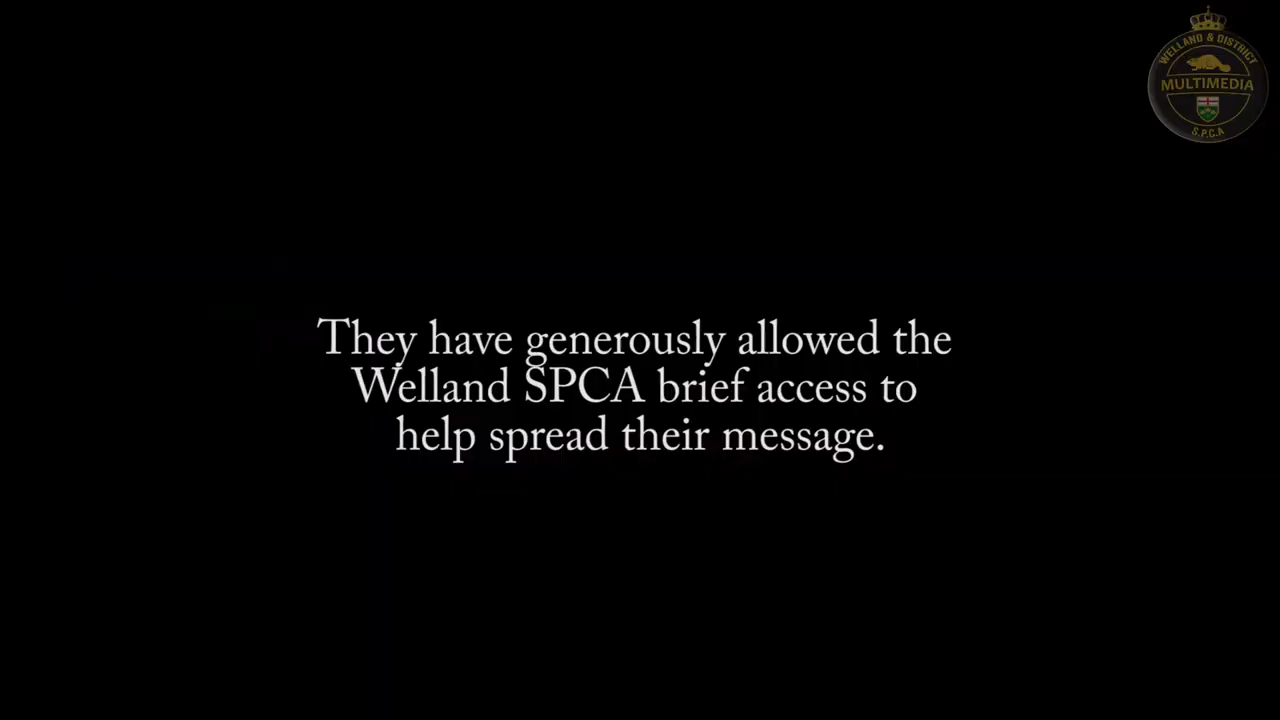 WELLAND & DISTRICT
MULTIMEDIA
S.P.C.A
They have generously allowed the
Welland SPCA brief access to
help spread their message.